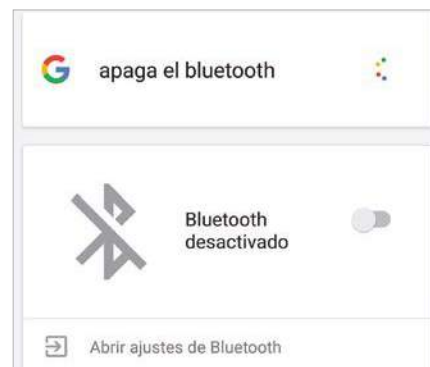 apaga el bluetooth
Bluetooth
desactivado
Abrir ajustes de Bluetooth